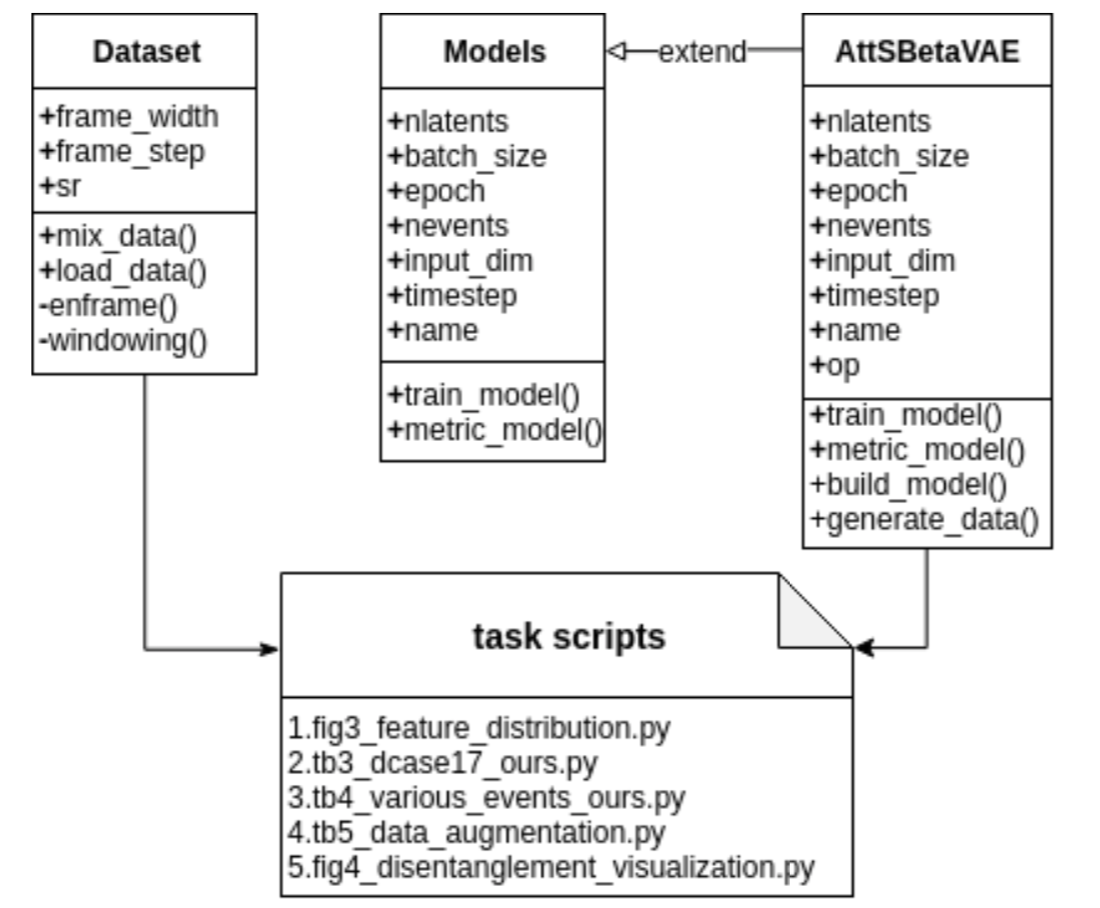 Dataset
+frame_width
+frame_step
+sr
+mix_data()
+load_data()
-enframe()
-windowing()
Models
+nlatents
+batch_size
+epoch
+nevents
+input_dim
+timestep
+name
+train_model()
+metric_model()
extend
AttSBetaVAE
+nlatents
+batch_size
+epoch
+nevents
+input_dim
+timestep
+name
+op
+train_model()
+metric_model()
+build_model()
+generate_data()
task scripts
1.fig3_feature_distribution.py
2.tb3_dcase17_ours.py
3.tb4_various_events_ours.py
4.tb5_data_augmentation.py
5.fig4_disentanglement_visualization.py